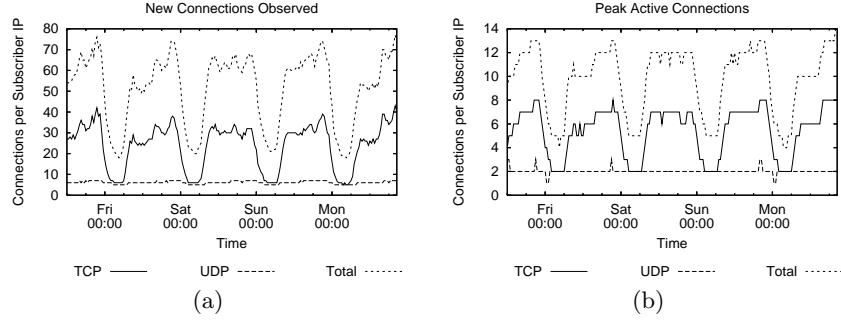 New Connections Observed
Connections per Subscriber IP
80
70
60
50
40
30
20
10
0
Fri 00:00
Sat 00:00
Sun 00:00
Mon 00:00
Time
TCP
UDP
Total
(a)
Peak Active Connections
Connections per Subscriber IP
14
12
10
8
6
4
2
0
Fri 00:00
Sat 00:00
Sun 00:00
Mon 00:00
Time
TCP
UDP
Total
(b)